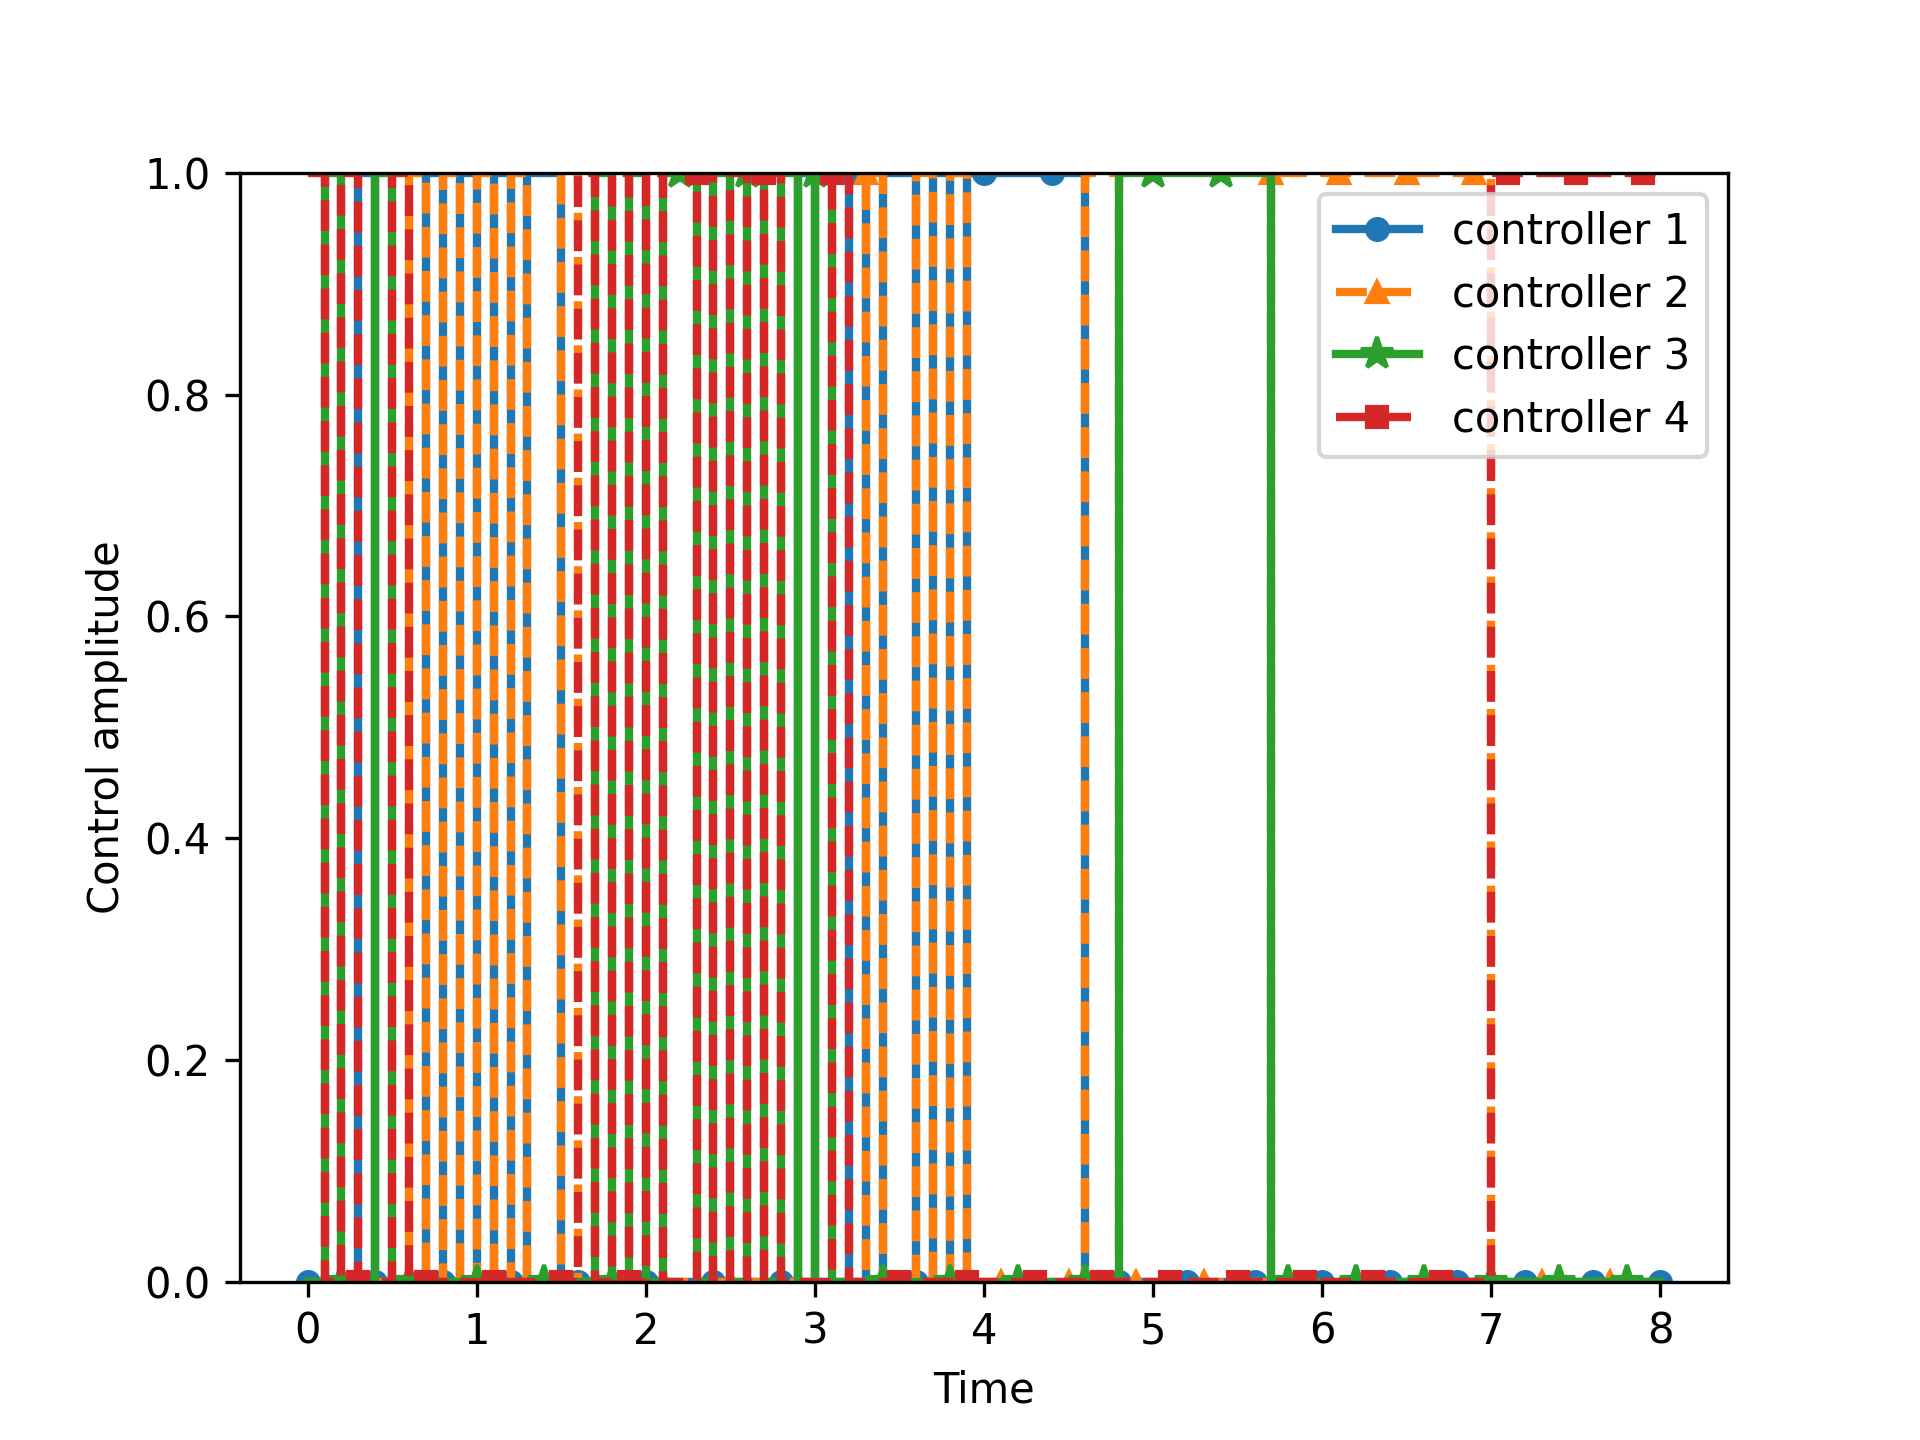 1.0
0.8
0.6
0.4
0.2
0.0
Control amplitude
controller 1
controller 2
controller 3
controller 4
0 1 2 3 4 5 6 7 8
Time